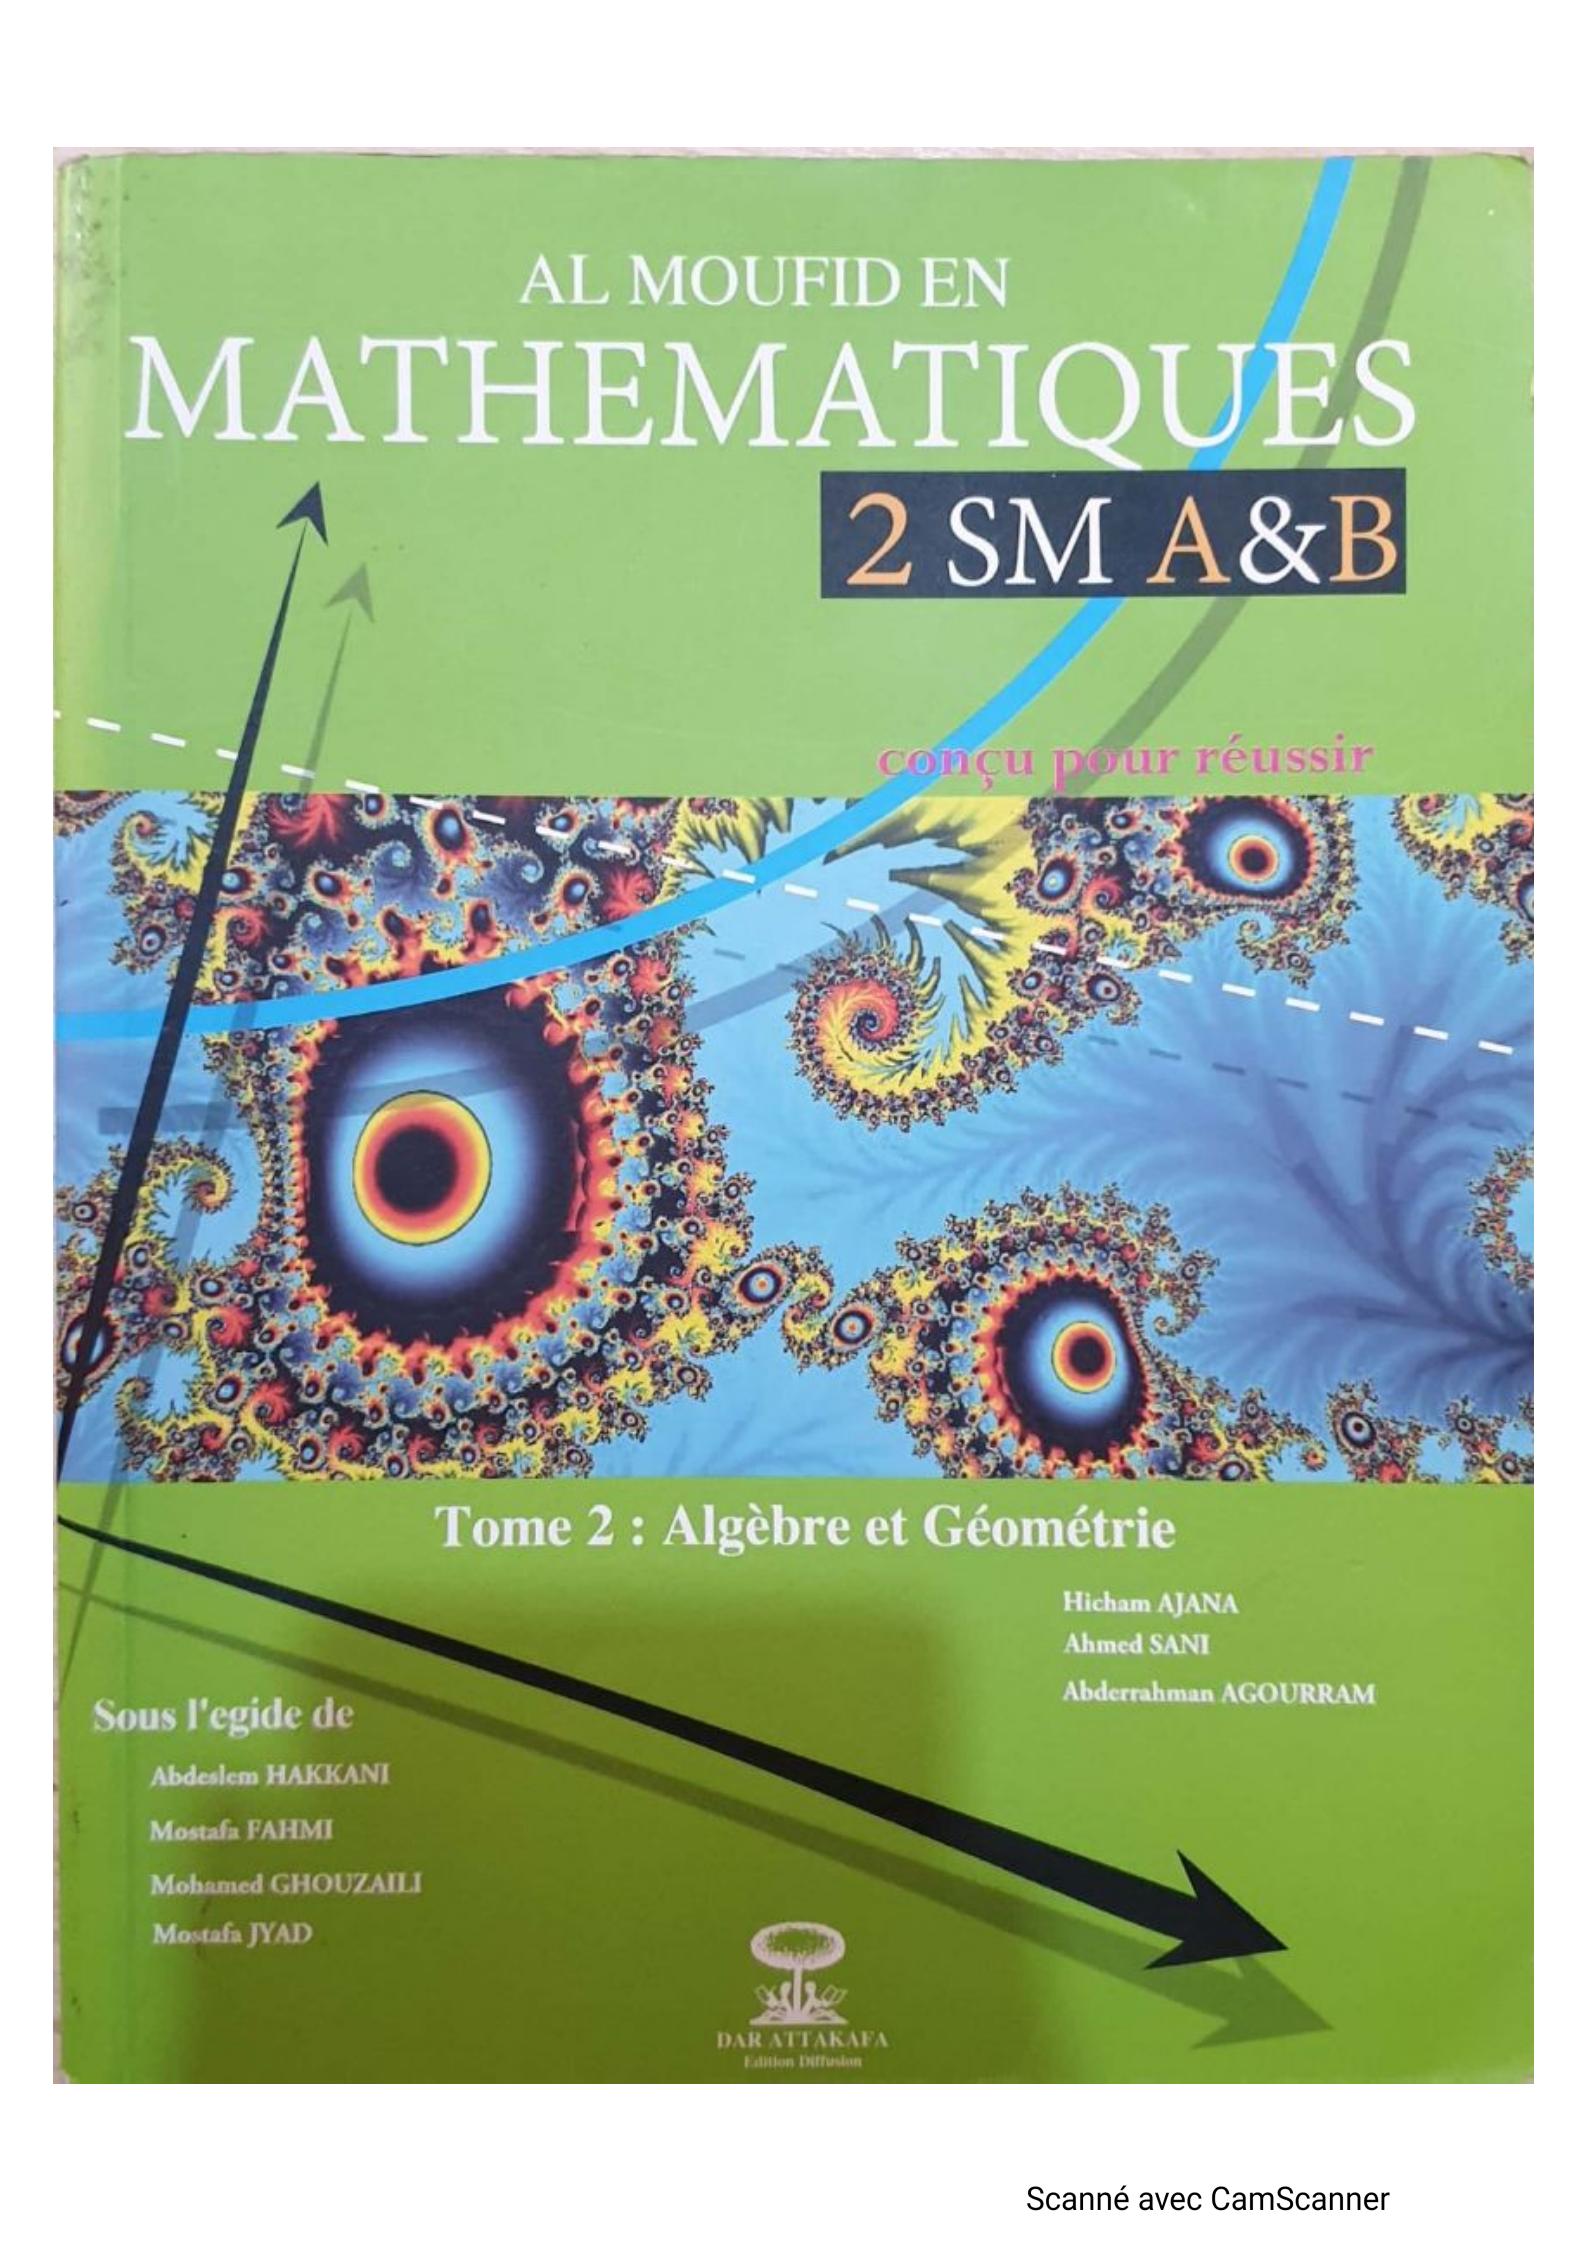 AL MOUFID EN
MATHEMATIQUES
2 SM A&B
conçu pour réussir
Tome 2 : Algèbre et Géométrie
Hicham AJANA
Ahmed SANI
Abderrahman AGOURRAM
Sous l'egide de
Abdeslem HAKKANI
Mostafa FAHMI
Mohamed GHOUZAILI
Mostafa JYAD
DAR ATTAKAFA
Edition Diffusion
Scanné avec CamScanner